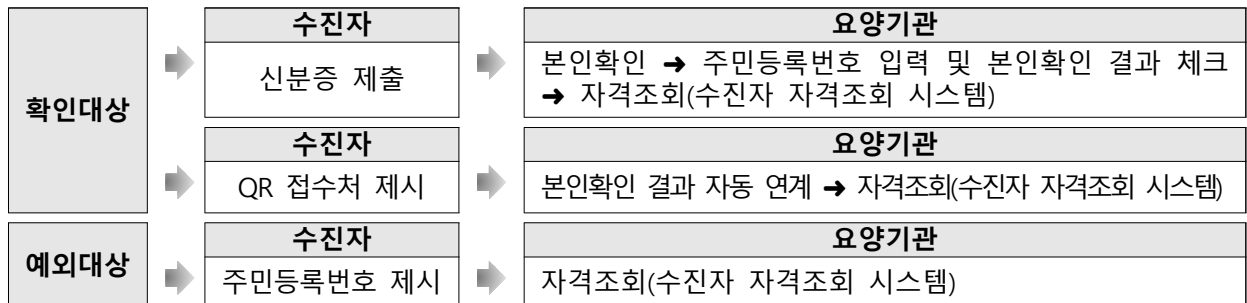 확인대상
수진자
신분증 제출
요양기관
본인확인 ➜ 주민등록번호 입력 및 본인확인 결과 체크
➜ 자격조회(수진자 자격조회 시스템)
수진자
QR 접수처 제시
요양기관
본인확인 결과 자동 연계 ➜ 자격조회(수진자 자격조회 시스템)
예외대상
수진자
주민등록번호 제시
요양기관
자격조회(수진자 자격조회 시스템)